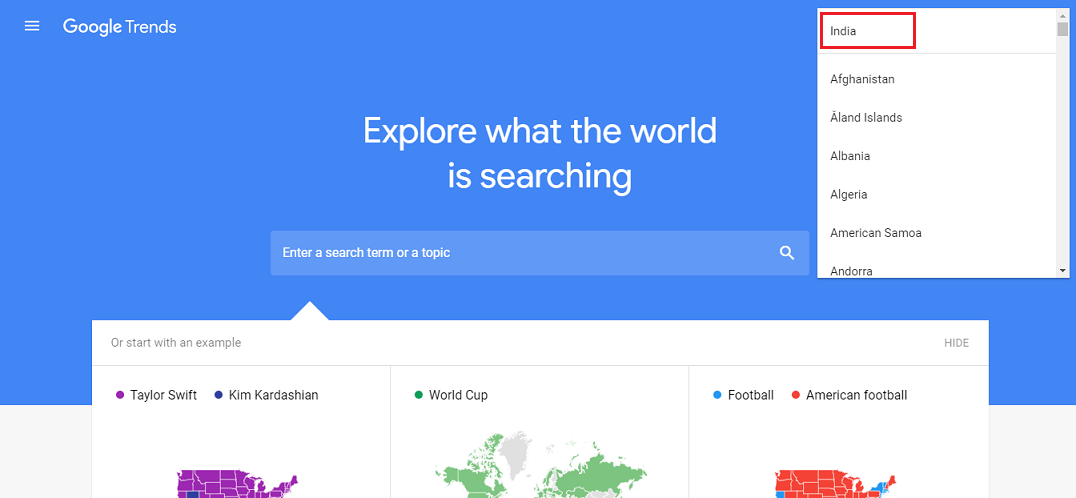 Google Trends
India
Afghanistan
Åland Islands
Albania
Algeria
American Samoa
Andorra
Explore what the world
is searching
Enter a search term or a topic
Or start with an example
HIDE
Taylor Swift Kim Kardashian
World Cup
Football American football